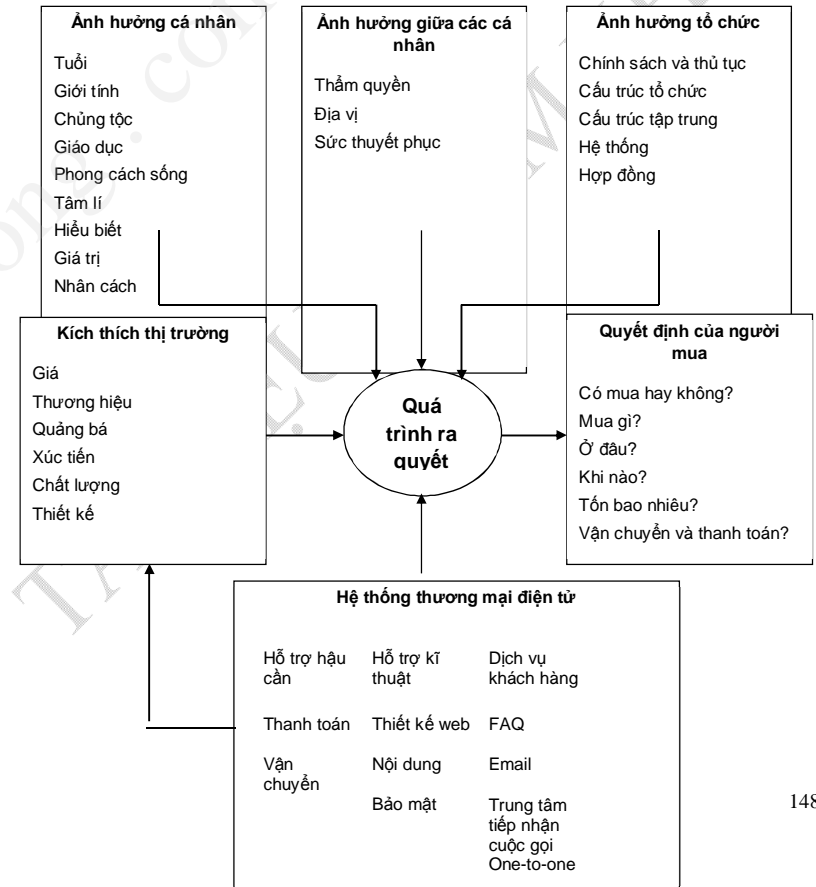 Ảnh hưởng cá nhân
Tuổi
Giới tính
Chủng tộc
Giáo dục
Phong cách sống
Tâm lí
Hiểu biết
Giá trị
Nhân cách
Ảnh hưởng giữa các cá
nhân
Thẩm quyền
Địa vị
Sức thuyết phục
Ảnh hưởng tổ chức
Chính sách và thủ tục
Cấu trúc tổ chức
Cấu trúc tập trung
Hệ thống
Hợp đồng
Kích thích thị trường
Giá
Thương hiệu
Quảng bá
Xúc tiến
Chất lượng
Thiết kế
Quá
trình ra
quyết
Quyết định của người
mua
Có mua hay không?
Mua gì?
Ở đâu?
Khi nào?
Tốn bao nhiêu?
Vận chuyển và thanh toán?
Hệ thống thương mại điện tử
Hỗ trợ hậu
cần
Thanh toán
Vận
chuyển
Hỗ trợ kĩ
thuật
Thiết kế web
Nội dung
Bảo mật
Dịch vụ
khách hàng
FAQ
Email
Trung tâm
tiếp nhận
cuộc gọi
One-to-one
148